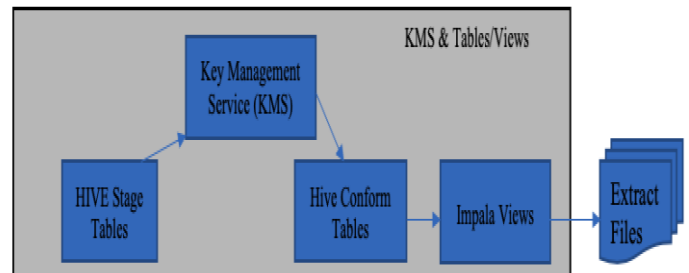 KMS & Tables/Views
Key Management
Service (KMS)
HIVE Stage
Tables
Hive Conform
Tables
Impala Views
Extract
Files